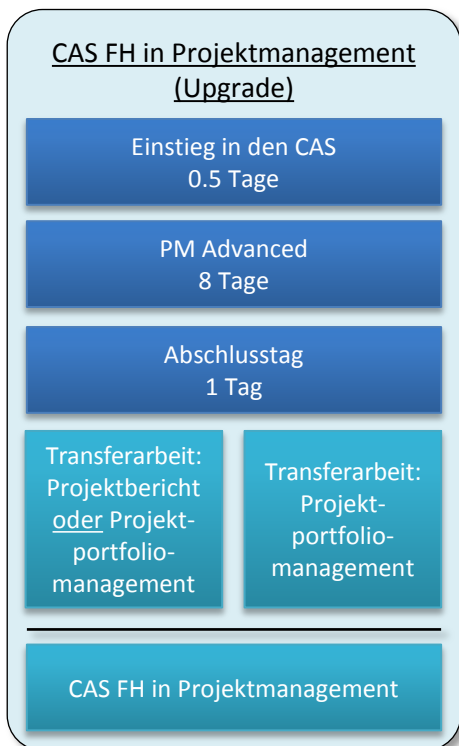 CAS FH in Projektmanagement
(Upgrade)
Einstieg in den CAS
0.5 Tage
PM Advanced
8 Tage
Abschlusstag
1 Tag
Transferarbeit:
Projektbericht
oder Projekt-
portfolio-
management
Transferarbeit:
Projekt-
portfolio-
management
CAS FH in Projektmanagement